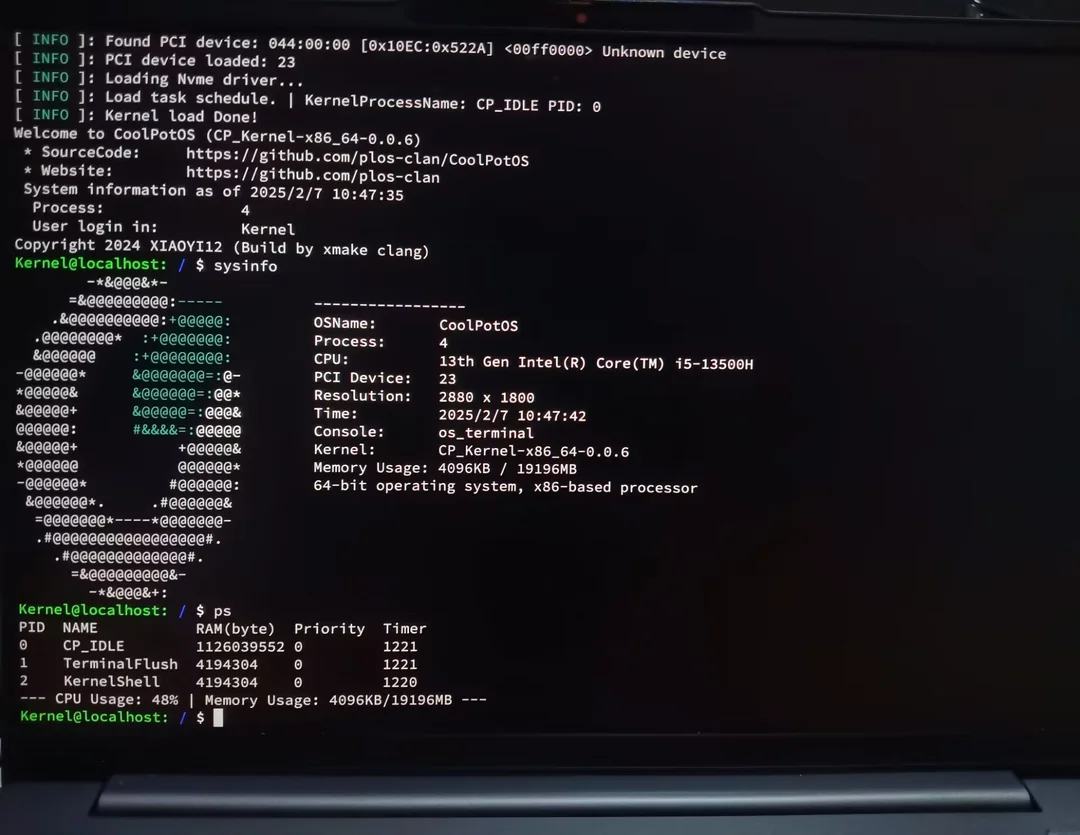 [ INFO ]: Found PCI device: 044:00:00 [0x10EC:0x522A] <00ff0000> Unknown device
[ INFO ]: PCI device loaded: 23
[ INFO ]: Loading Nvme driver...
[ INFO ]: Load task schedule. | KernelProcessName: CP_IDLE PID: 0
[ INFO ]: Kernel load Done!
Welcome to CoolPotOS (CP_Kernel-x86_64-0.0.6)
* SourceCode: https://github.com/plos-clan/CoolPotOS
* Website: https://github.com/plos-clan
System information as of 2025/2/7 10:47:35
Process: 4
User login in: Kernel
Copyright 2024 XIAOYI12 (Build by xmake clang)
Kernel@localhost: / $ sysinfo
-*&@@@&*-
=&@@@@@@@@@:----- ------------------
.&@@@@@@@@@@:+@@@@@: OSName: CoolPotOS
.@@@@@@@@* :+@@@@@@@: Process: 4
&@@@@@@ :+@@@@@@@@: CPU: 13th Gen Intel(R) Core(TM) i5-13500H
-@@@@@@* &@@@@@@@=:@- PCI Device: 23
*@@@@@& &@@@@@@=:@@* Resolution: 2880 x 1800
&@@@@@+ &@@@@@=:@@@& Time: 2025/2/7 10:47:42
@@@@@@: #&&&&=:@@@@@ Console: os_terminal
&@@@@@+ +@@@@@& Kernel: CP_Kernel-x86_64-0.0.6
*@@@@@@ @@@@@@* Memory Usage: 4096KB / 19196MB
-@@@@@@* #@@@@@@: 64-bit operating system, x86-based processor
&@@@@@@*. .#@@@@@@&
=@@@@@@@*----*@@@@@@@-
.#@@@@@@@@@@@@@@@@#.
.#@@@@@@@@@@@@@#.
=&@@@@@@@@@&-
-*&@@@&+:
Kernel@localhost: / $ ps
PID NAME RAM(byte) Priority Timer
0 CP_IDLE 1126039552 0 1221
1 TerminalFlush 4194304 0 1221
2 KernelShell 4194304 0 1220
--- CPU Usage: 48% | Memory Usage: 4096KB/19196MB ---
Kernel@localhost: / $